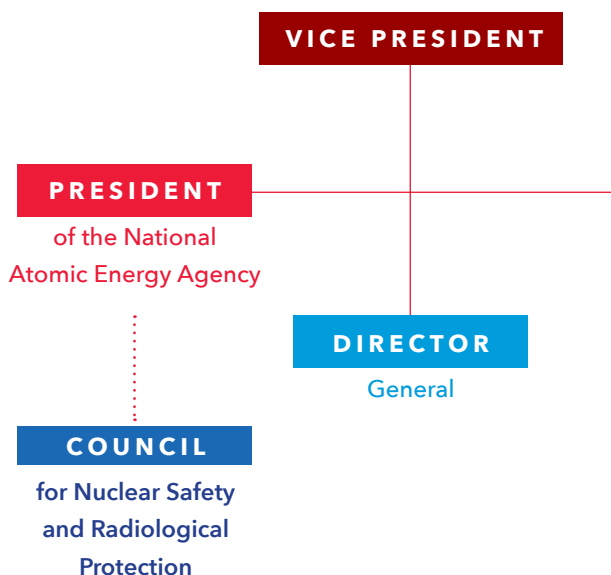 VICE PRESIDENT
PRESIDENT
of the National
Atomic Energy Agency
DIRECTOR
General
COUNCIL
for Nuclear Safety
and Radiological
Protection